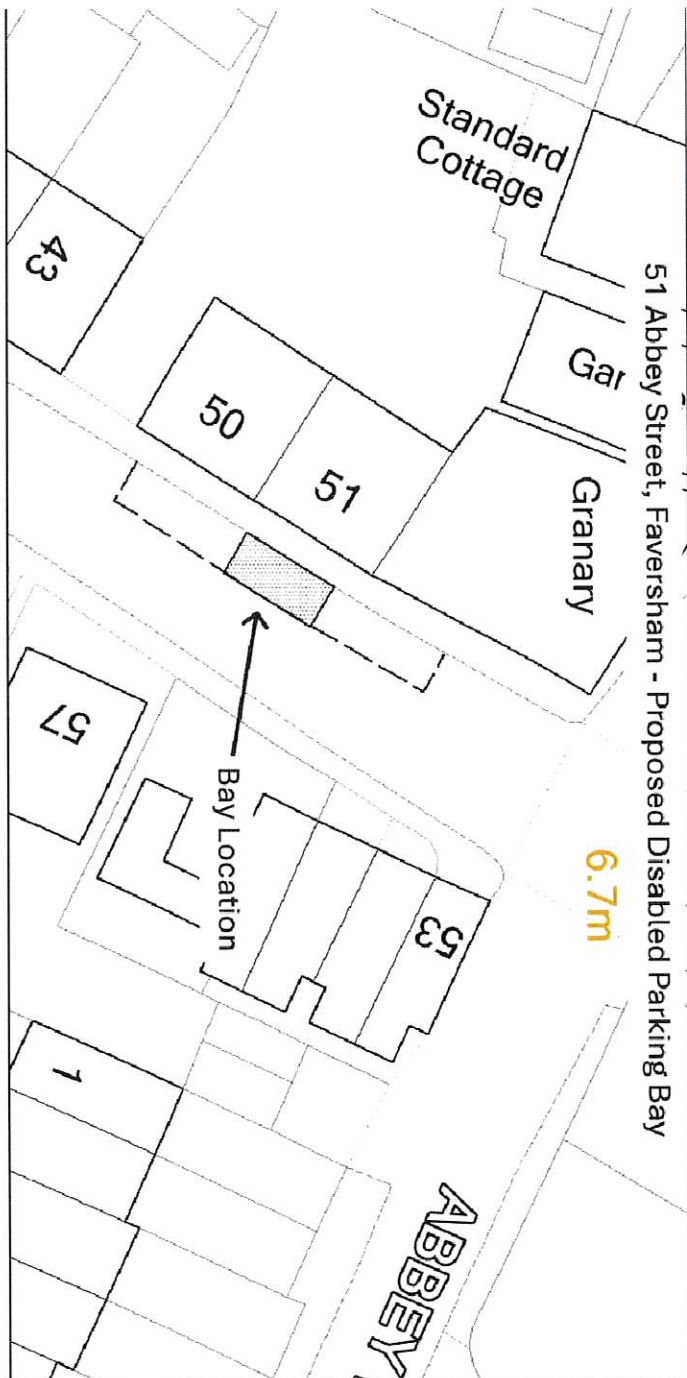 51 Abbey Street, Faversham - Proposed Disabled Parking Bay
Standard
Cottage
Granary
43
50
51
Bay Location
57
53
6.7m
1
ABBEY